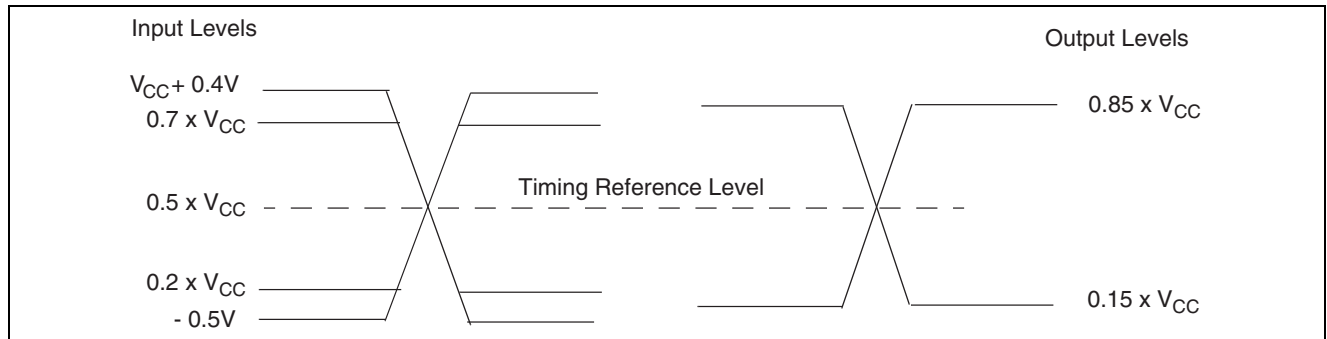 Input Levels
Output Levels
VCC + 0.4V
0.7 x VCC
0.85 x VCC
Timing Reference Level
0.5 x VCC
0.2 x VCC
- 0.5V
0.15 x VCC